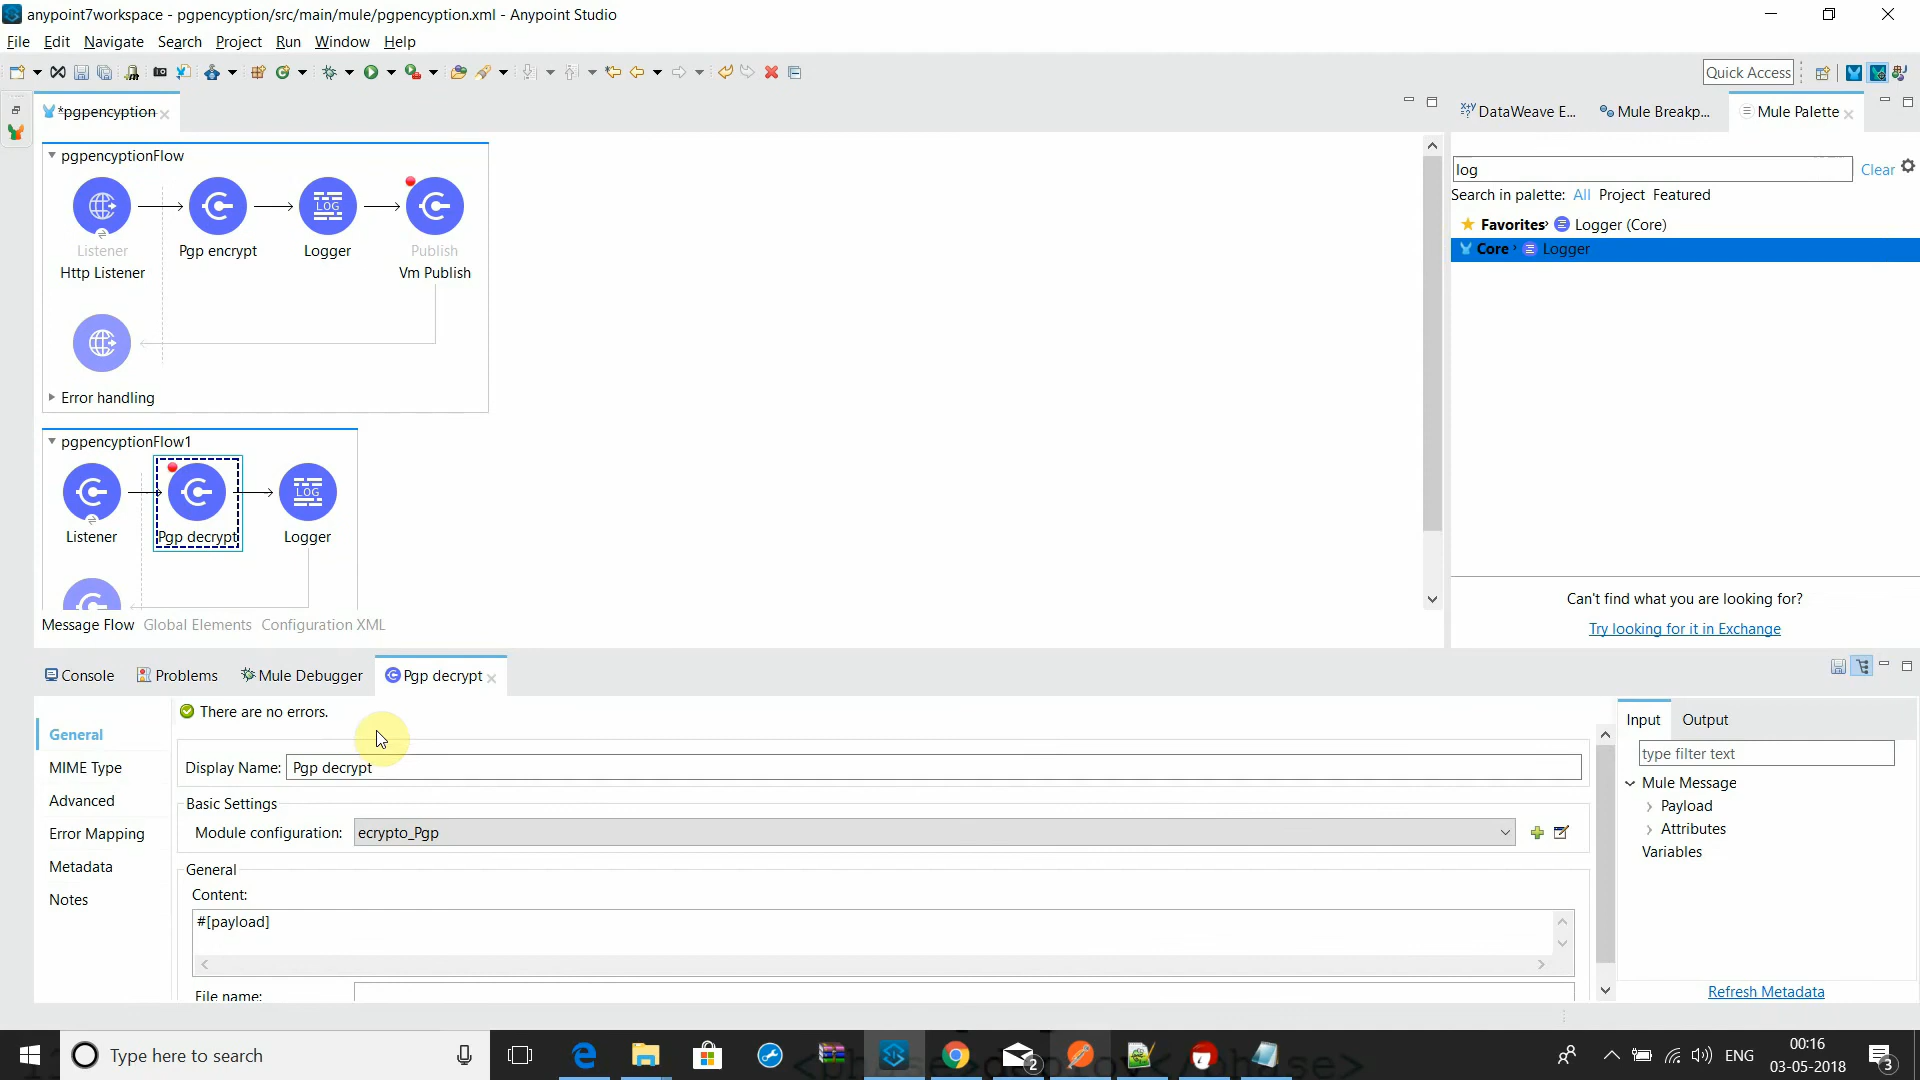 anypoint7workspace - pgpencyption/src/main/mule/pgpencyption.xml - Anypoint Studio
File Edit Navigate Search Project Run Window Help
Quick Access
*pgpencyption
DataWeave E... Mule Breakp... Mule Palette
pgpencyptionFlow
LOG
Listener Pgp encrypt Logger Publish
Http Listener Vm Publish
Error handling
pgpencyptionFlow1
LOG
Listener Pgp decrypt Logger
Message Flow Global Elements Configuration XML
log
Clear
Search in palette: All Project Featured
Favorites Logger (Core)
Core Logger
Can't find what you are looking for?
Try looking for it in Exchange
Console Problems Mule Debugger Pgp decrypt
General
MIME Type
Advanced
Error Mapping
Metadata
Notes
There are no errors.
Display Name: Pgp decrypt
Basic Settings
Module configuration: ecrypto_Pgp
General
Content:
#[payload]
File name:
Input Output
type filter text
Mule Message
Payload
Attributes
Variables
Refresh Metadata
Type here to search
2
ENG
00:16
03-05-2018
3